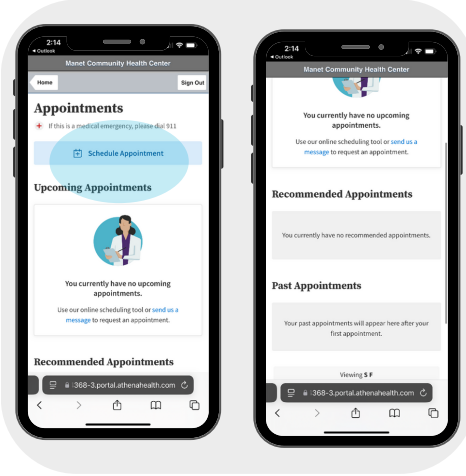 2:14
◀ Outlook
Manet Community Health Center
Home
Sign Out
Appointments
If this is a medical emergency, please dial 911
Schedule Appointment
Upcoming Appointments
You currently have no upcoming
appointments.
Use our online scheduling tool or send us a
message to request an appointment.
Recommended Appointments
368-3.portal.athenahealth.com
2:14
◀ Outlook
Manet Community Health Center
You currently have no upcoming
appointments.
Use our online scheduling tool or send us a
message to request an appointment.
Recommended Appointments
You currently have no recommended appointments.
Past Appointments
Your past appointments will appear here after your
first appointment.
Viewing S F
368-3.portal.athenahealth.com